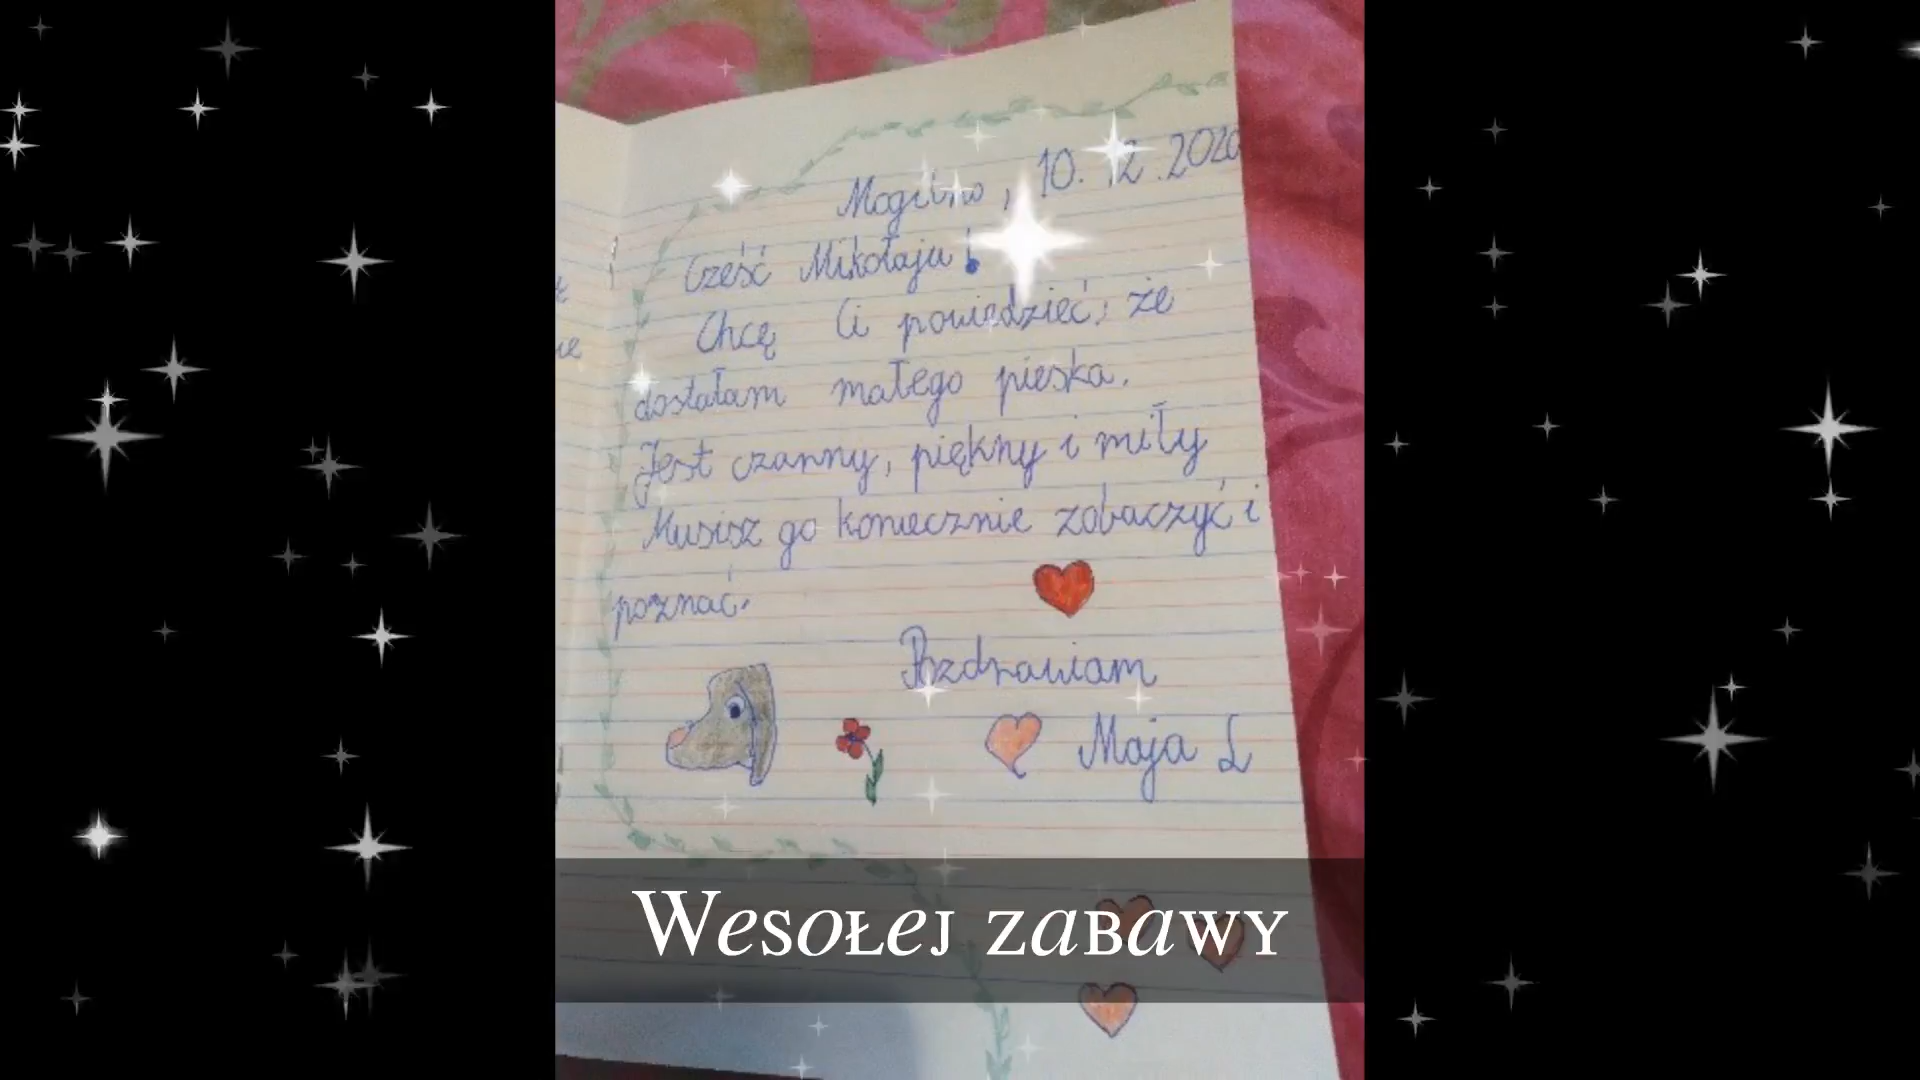 Mogilno, 10.12.2020
Cześć Mikołaju!
Chcę Ci powiedzieć, że
dostałam małego pieska.
Jest czarny, piękny i miły
Musisz go koniecznie zobaczyć i
poznać.
Pozdrawiam
Maja L
Wesołej zabawy